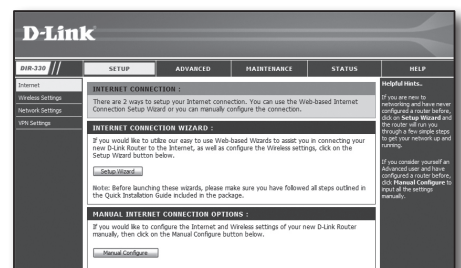 D-Link
DIR-330 // SETUP ADVANCED MAINTENANCE STATUS HELP
Internet
Wireless Settings
Network Settings
VPN Settings
INTERNET CONNECTION :
There are 2 ways to setup your Internet connection. You can use the Web-based Internet
Connection Setup Wizard or you can manually configure the connection.
INTERNET CONNECTION WIZARD :
If you would like to utilize our easy to use Web-based Wizards to assist you in connecting your
new D-Link Router to the Internet, as well as configure the Wireless settings, click on the
Setup Wizard button below.
Setup Wizard
Note: Before launching these wizards, please make sure you have followed all steps outlined in
the Quick Installation Guide included in the package.
MANUAL INTERNET CONNECTION OPTIONS :
If you would like to configure the Internet and Wireless settings of your new D-Link Router
manually, then click on the Manual Configure button below.
Manual Configure
Helpful Hints..
If you are new to
networking and have never
configured a router before,
click on Setup Wizard and
the router will run you
through a few simple steps
to get your network up and
running.
If you consider yourself an
Advanced user and have
configured a router before,
click Manual Configure to
input all the settings
manually.